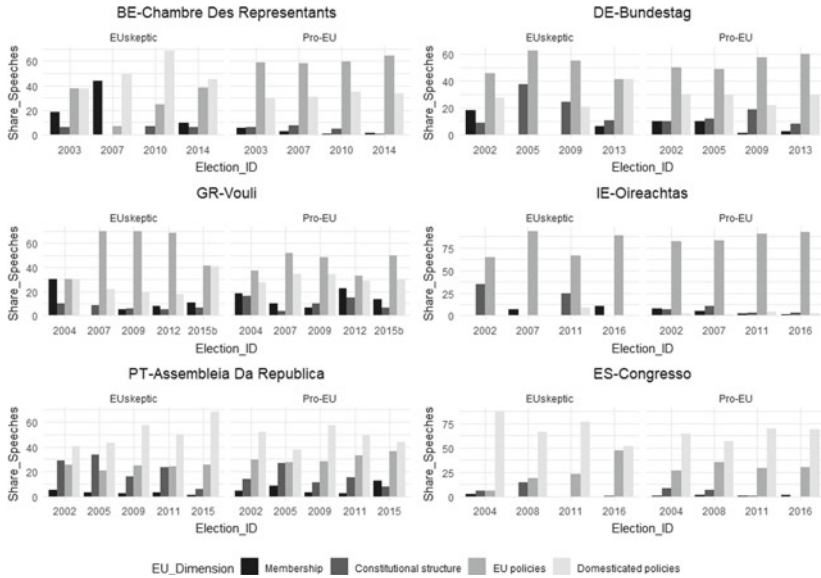 BE-Chambre Des Representants
EUskeptic Pro-EU
Share_Speeches
60
40
20
0
2003 2007 2010 2014 2003 2007 2010 2014
Election_ID
DE-Bundestag
EUskeptic Pro-EU
Share_Speeches
60
40
20
0
2002 2005 2009 2013 2002 2005 2009 2013
Election_ID
GR-Vouli
EUskeptic Pro-EU
Share_Speeches
60
40
20
0
2004 2007 2009 2012 2015b 2004 2007 2009 2012 2015b
Election_ID
IE-Oireachtas
EUskeptic Pro-EU
Share_Speeches
75
50
25
0
2002 2007 2011 2016 2002 2007 2011 2016
Election_ID
PT-Assembleia Da Republica
EUskeptic Pro-EU
Share_Speeches
60
40
20
0
2002 2005 2009 2011 2015 2002 2005 2009 2011 2015
Election_ID
ES-Congresso
EUskeptic Pro-EU
Share_Speeches
75
50
25
0
2004 2008 2011 2016 2004 2008 2011 2016
Election_ID
EU_Dimension Membership Constitutional structure EU policies Domesticated policies